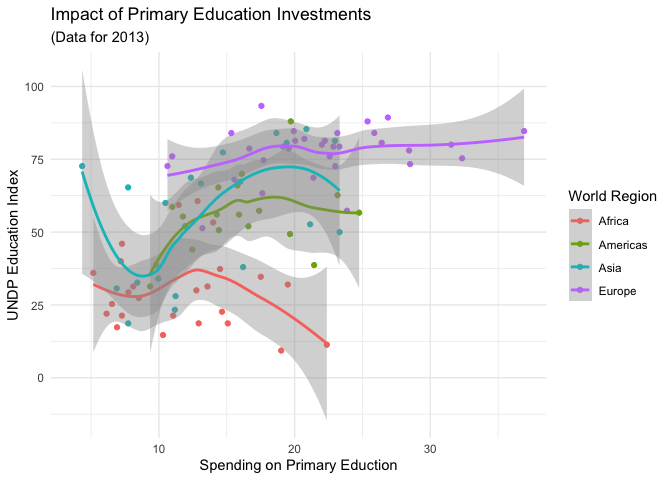 Impact of Primary Education Investments
(Data for 2013)
100
75
50
25
0
UNDP Education Index
10 20 30
Spending on Primary Eduction
World Region
Africa
Americas
Asia
Europe